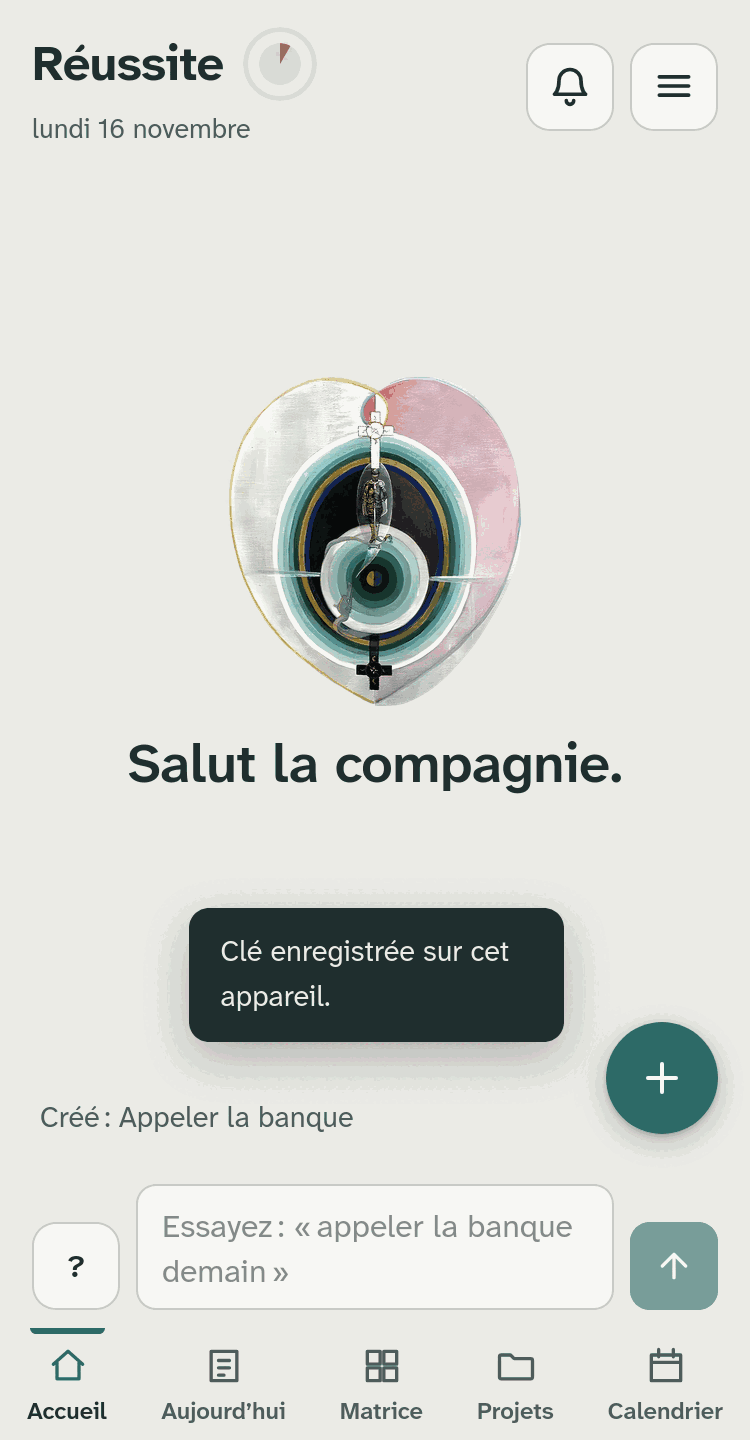 Réussite
lundi 16 novembre
Salut la compagnie.
Clé enregistrée sur cet
appareil.
Créé : Appeler la banque
Essayez : « appeler la banque
demain »
?
Accueil
Aujourd’hui
Matrice
Projets
Calendrier